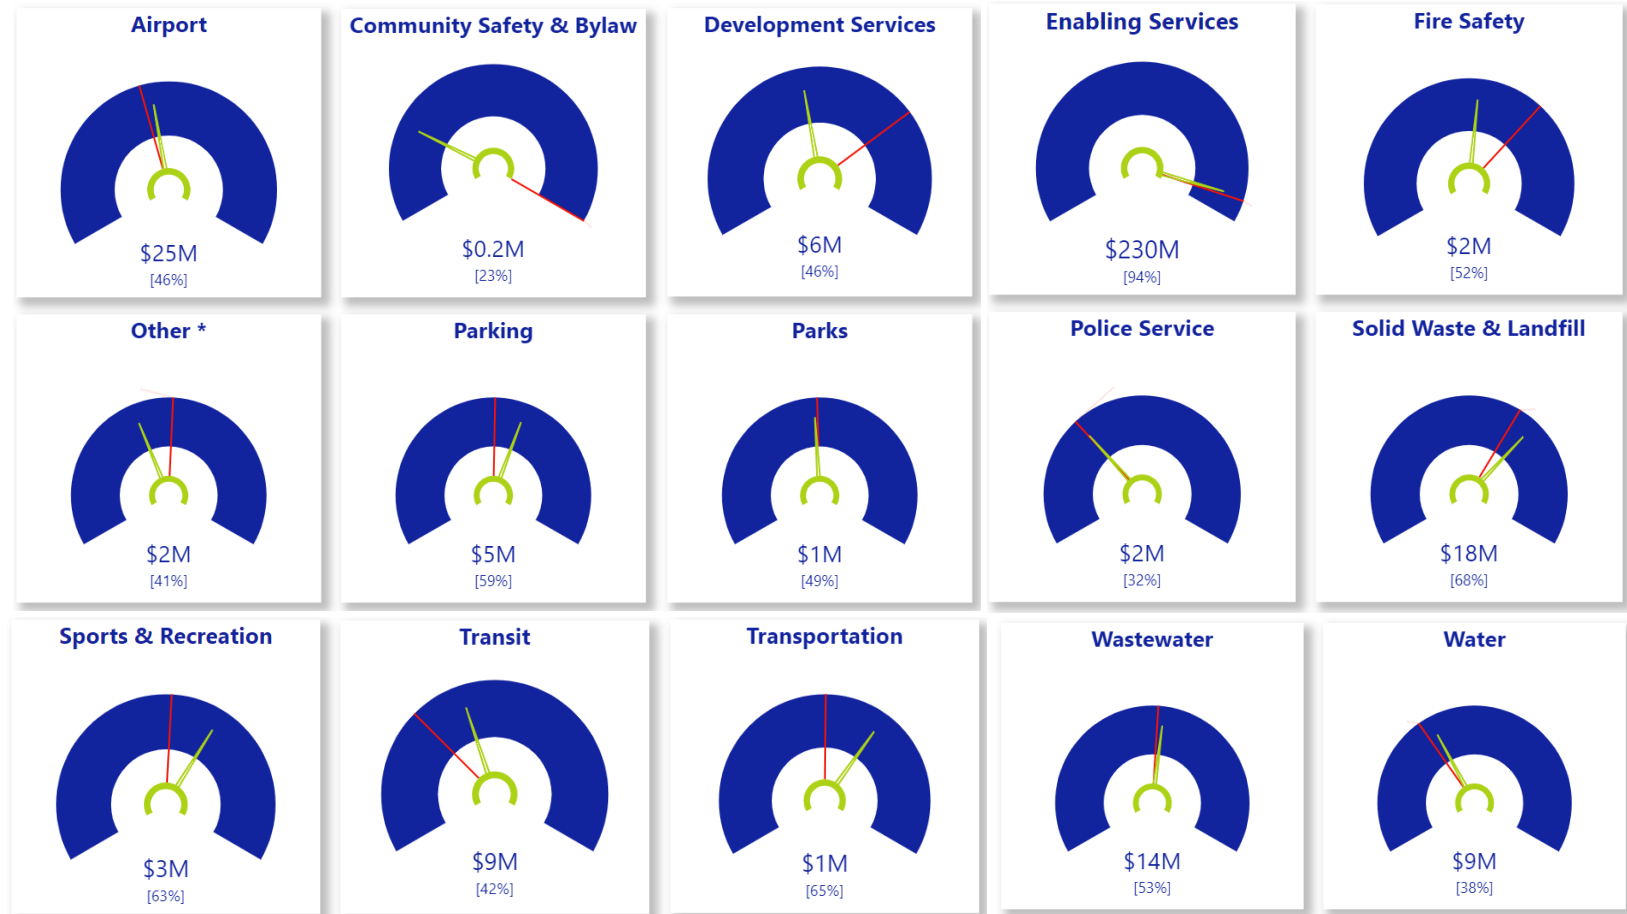 Airport
$25M
[46%]
Community Safety & Bylaw
$0.2M
[23%]
Development Services
$6M
[46%]
Enabling Services
$230M
[94%]
Fire Safety
$2M
[52%]
Other *
$2M
[41%]
Parking
$5M
[59%]
Parks
$1M
[49%]
Police Service
$2M
[32%]
Solid Waste & Landfill
$18M
[68%]
Sports & Recreation
$3M
[63%]
Transit
$9M
[42%]
Transportation
$1M
[65%]
Wastewater
$14M
[53%]
Water
$9M
[38%]